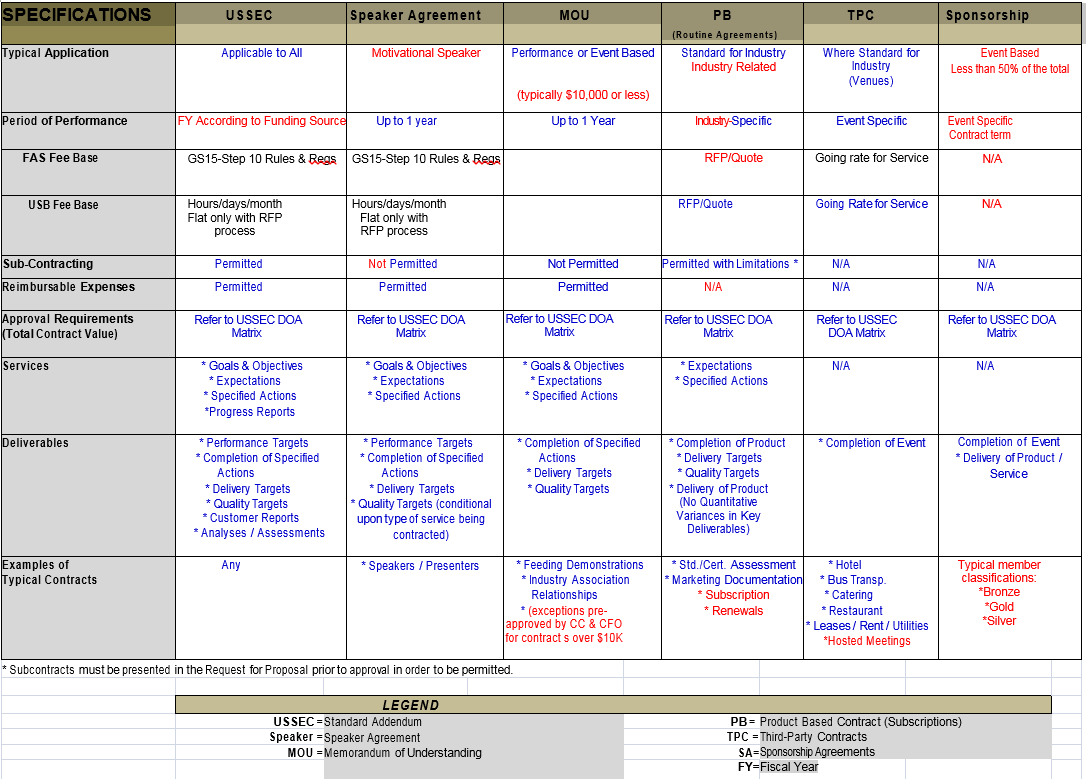 SPECIFICATIONS
USSEC
Speaker Agreement
MOU
PB
(Routine Agreements)
TPC
Sponsorship
Typical Application
Applicable to All
Motivational Speaker
Performance or Event Based
(typically $10,000 or less)
Standard for Industry
Industry Related
Where Standard for
Industry
(Venues)
Event Based
Less than 50% of the total
Period of Performance
FY According to Funding Source
Up to 1 year
Up to 1 Year
Industry-Specific
Event Specific
Event Specific
Contract term
FAS Fee Base
GS15-Step 10 Rules & Regs
GS15-Step 10 Rules & Regs
RFP/Quote
Going rate for Service
N/A
USB Fee Base
Hours/days/month
Flat only with RFP
process
Hours/days/month
Flat only with
RFP process
RFP/Quote
Going Rate for Service
N/A
Sub-Contracting
Permitted
Not Permitted
Not Permitted
Permitted with Limitations *
N/A
N/A
Reimbursable Expenses
Permitted
Permitted
Permitted
N/A
N/A
N/A
Approval Requirements
(Total Contract Value)
Refer to USSEC DOA
Matrix
Refer to USSEC DOA
Matrix
Refer to USSEC DOA
Matrix
Refer to USSEC DOA
Matrix
Refer to USSEC
DOA Matrix
Refer to USSEC DOA
Matrix
Services
* Goals & Objectives
* Expectations
* Specified Actions
*Progress Reports
* Goals & Objectives
* Expectations
* Specified Actions
* Goals & Objectives
* Expectations
* Specified Actions
* Expectations
* Specified Actions
N/A
N/A
Deliverables
* Performance Targets
* Completion of Specified
Actions
* Delivery Targets
* Quality Targets
* Customer Reports
* Analyses / Assessments
* Performance Targets
* Completion of Specified
Actions
* Delivery Targets
* Quality Targets (conditional
upon type of service being
contracted)
* Completion of Specified
Actions
* Delivery Targets
* Quality Targets
* Completion of Product
* Delivery Targets
* Quality Targets
* Delivery of Product
(No Quantitative
Variances in Key
Deliverables)
* Completion of Event
Completion of Event
* Delivery of Product /
Service
Examples of
Typical Contracts
Any
* Speakers / Presenters
* Feeding Demonstrations
* Industry Association
Relationships
* (exceptions pre-
approved by CC & CFO
for contract s over $10K
* Std./Cert. Assessment
* Marketing Documentation
* Subscription
* Renewals
* Hotel
* Bus Transp.
* Catering
* Restaurant
* Leases / Rent / Utilities
*Hosted Meetings
Typical member
classifications:
*Bronze
*Gold
*Silver
* Subcontracts must be presented in the Request for Proposal prior to approval in order to be permitted.
LEGEND
USSEC = Standard Addendum
Speaker = Speaker Agreement
MOU = Memorandum of Understanding
PB = Product Based Contract (Subscriptions)
TPC = Third-Party Contracts
SA= Sponsorship Agreements
FY= Fiscal Year